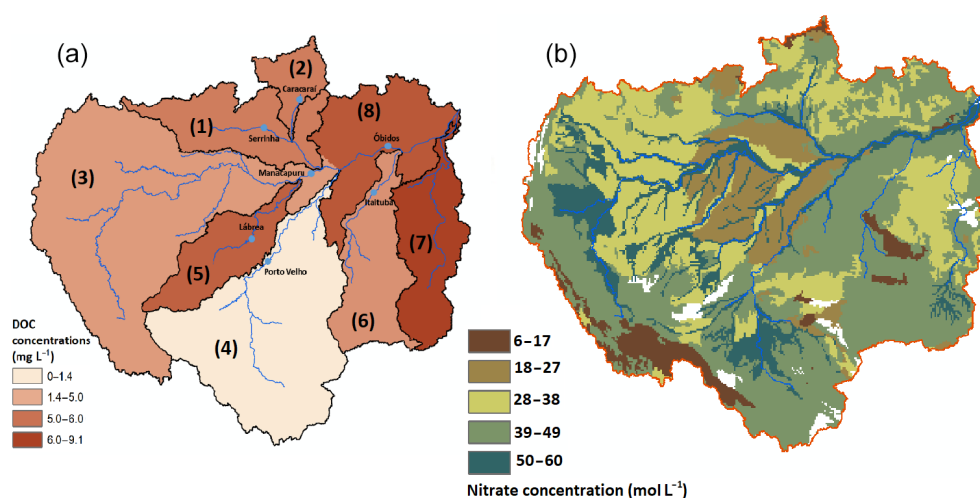 (a)
(b)
(2)
Caracaraí
(8)
(1)
Serrinha
Óbidos
(3)
Manacapuru
Itaituba
Lábrea
(7)
(5)
Porto Velho
(6)
(4)
DOC
concentrations
(mg L⁻¹)
0–1.4
1.4–5.0
5.0–6.0
6.0–9.1
6–17
18–27
28–38
39–49
50–60
Nitrate concentration (mol L⁻¹)